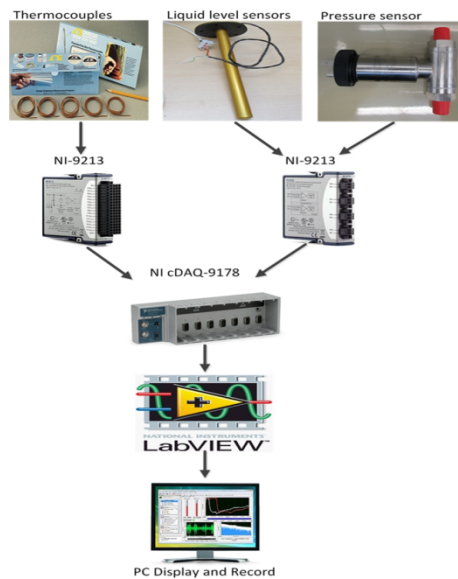 Thermocouples
Liquid level sensors
Pressure sensor
NI-9213
NI-9213
NI cDAQ-9178
NATIONAL INSTRUMENTS
LabVIEW™
PC Display and Record